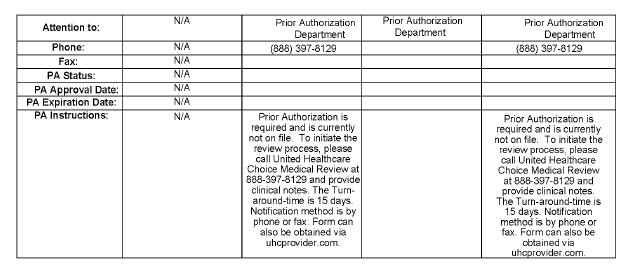 Attention to: N/A Prior Authorization Department Prior Authorization Department Prior Authorization Department
Phone: N/A (888) 397-8129 (888) 397-8129
Fax: N/A
PA Status: N/A
PA Approval Date: N/A
PA Expiration Date: N/A
PA Instructions: N/A
Prior Authorization is
required and is currently
not on file. To initiate the
review process, please
call United Healthcare
Choice Medical Review at
888-397-8129 and provide
clinical notes. The Turn-
around-time is 15 days.
Notification method is by
phone or fax. Form can
also be obtained via
uhcprovider.com.
Prior Authorization is
required and is currently
not on file. To initiate the
review process, please
call United Healthcare
Choice Medical Review
at 888-397-8129 and
provide clinical notes.
The Turn-around-time is
15 days. Notification
method is by phone or
fax. Form can also be
obtained via
uhcprovider.com.